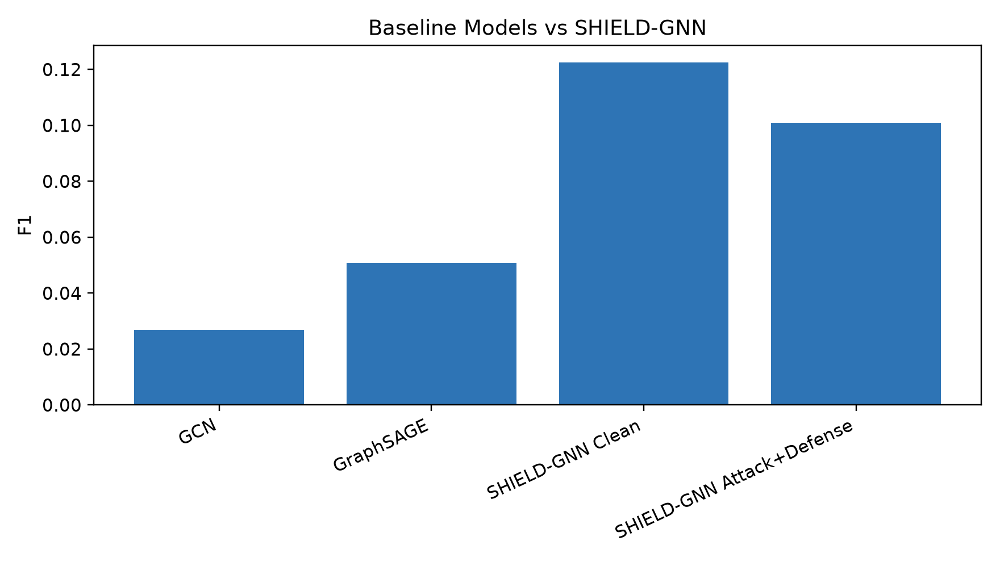 Baseline Models vs SHIELD-GNN
F1
0.12
0.10
0.08
0.06
0.04
0.02
0.00
GCN
GraphSAGE
SHIELD-GNN Clean
SHIELD-GNN Attack+Defense